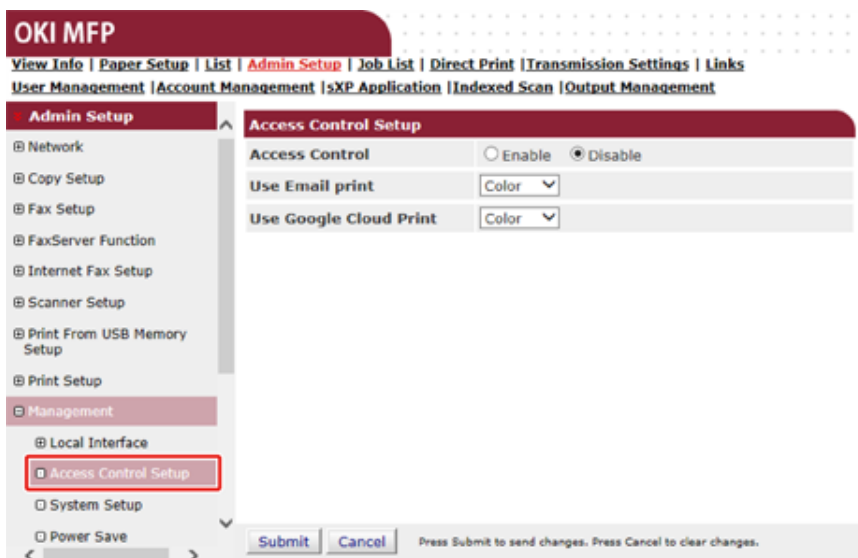 OKI MFP
View Info | Paper Setup | List | Admin Setup | Job List | Direct Print |Transmission Settings | Links
User Management |Account Management |sXP Application |Indexed Scan |Output Management
Admin Setup
Network
Copy Setup
Fax Setup
FaxServer Function
Internet Fax Setup
Scanner Setup
Print From USB Memory
Setup
Print Setup
Management
Local Interface
Access Control Setup
System Setup
Power Save
Access Control Setup
Access Control Enable Disable
Use Email print Color
Use Google Cloud Print Color
Submit Cancel Press Submit to send changes. Press Cancel to clear changes.